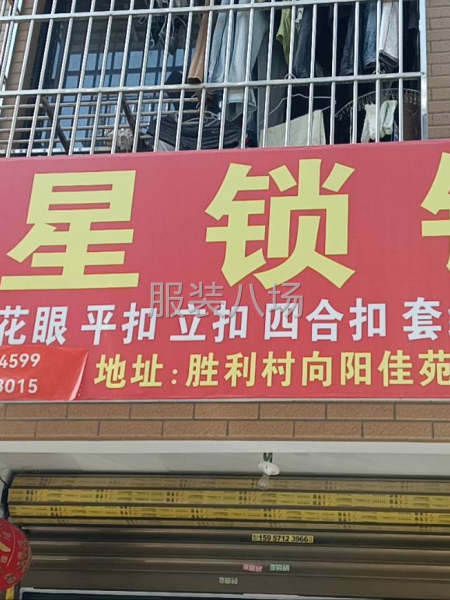 星锁
花眼 平扣 立扣 四合扣 套
4599
3015
地址:胜利村向阳佳苑
服装八场
159 5712 3966